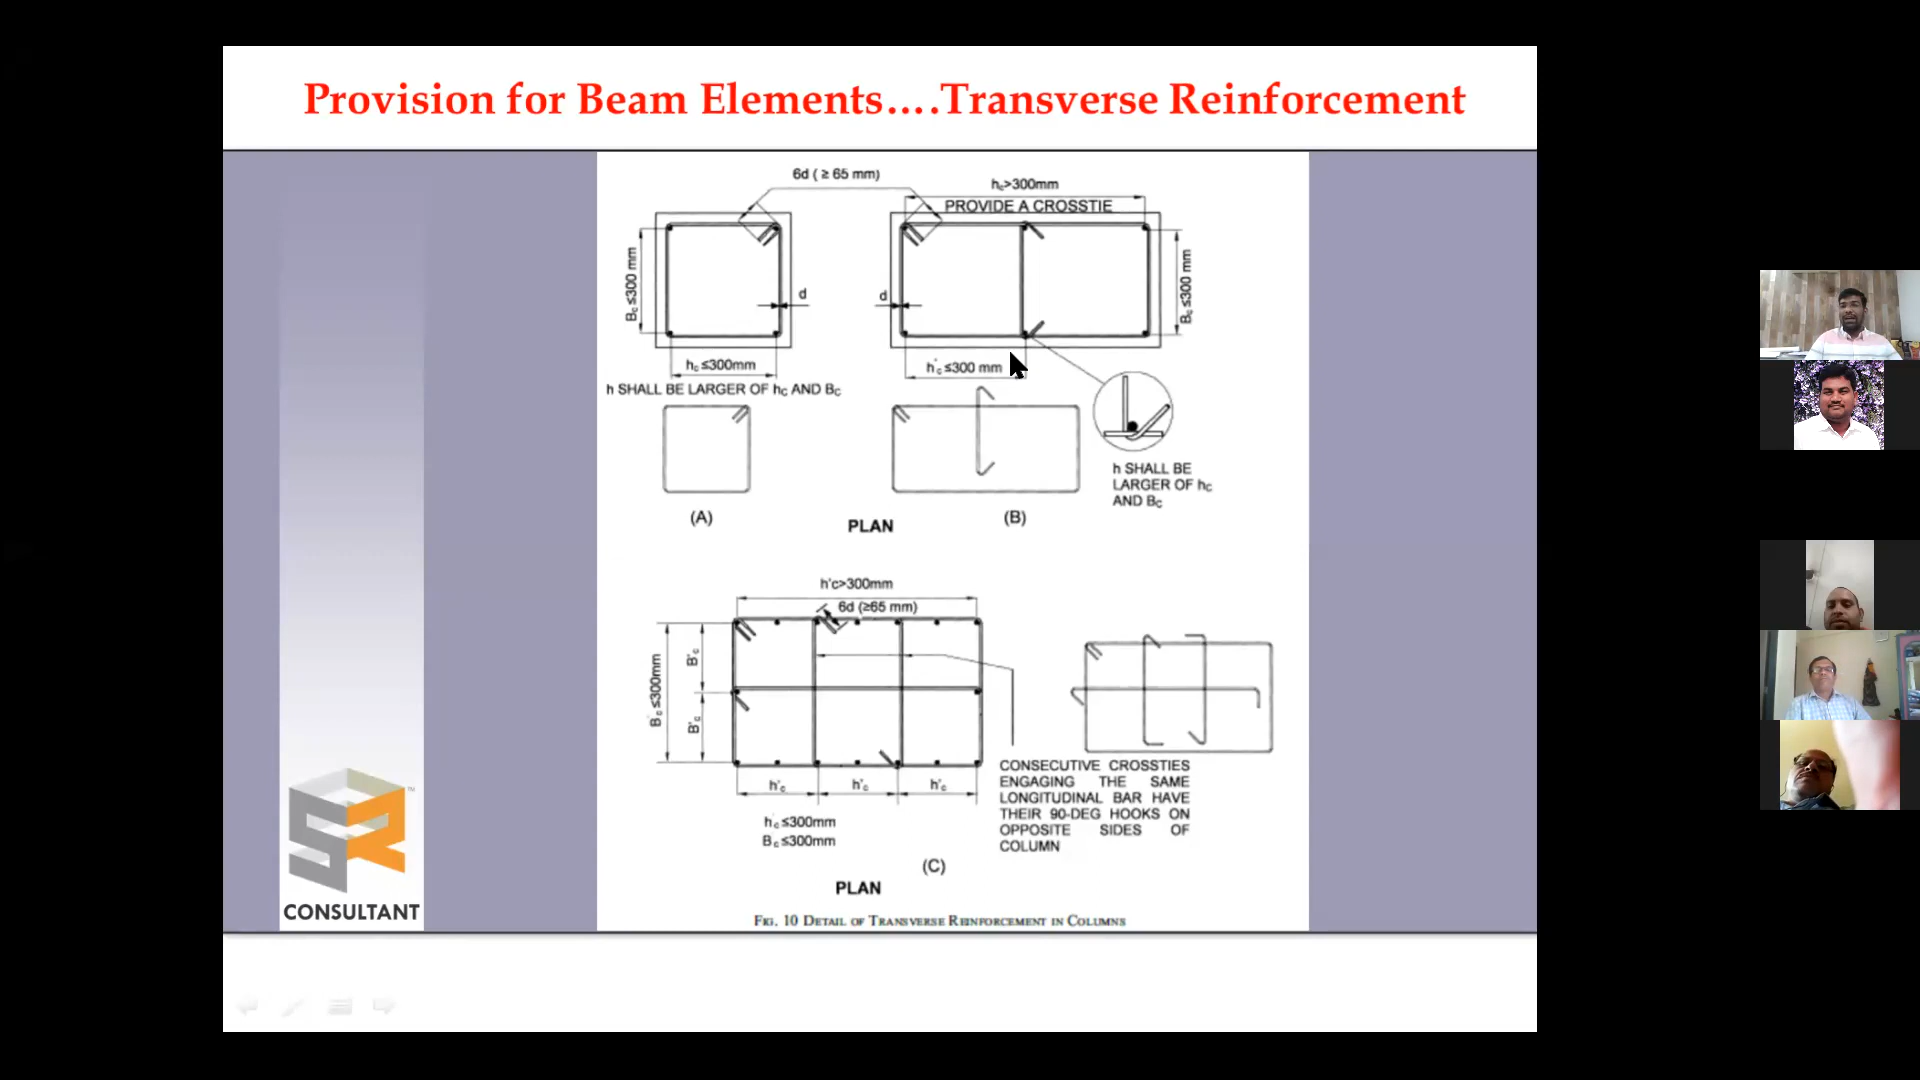 Provision for Beam Elements....Transverse Reinforcement
6d ( ≥ 65 mm)
hc>300mm
PROVIDE A CROSSTIE
Bc ≤300 mm
d
d
Bc ≤300 mm
hc ≤300mm
h'c ≤300 mm
h SHALL BE LARGER OF hc AND Bc
h SHALL BE
LARGER OF hc
AND Bc
(A)
PLAN
(B)
h'c>300mm
6d (≥65 mm)
Bc ≤300mm
B'c
B'c
h'c
h'c
h'c
hc ≤300mm
Bc ≤300mm
CONSECUTIVE CROSSTIES
ENGAGING THE SAME
LONGITUDINAL BAR HAVE
THEIR 90-DEG HOOKS ON
OPPOSITE SIDES OF
COLUMN
(C)
PLAN
FIG. 10 DETAIL OF TRANSVERSE REINFORCEMENT IN COLUMNS
SR
TM
CONSULTANT